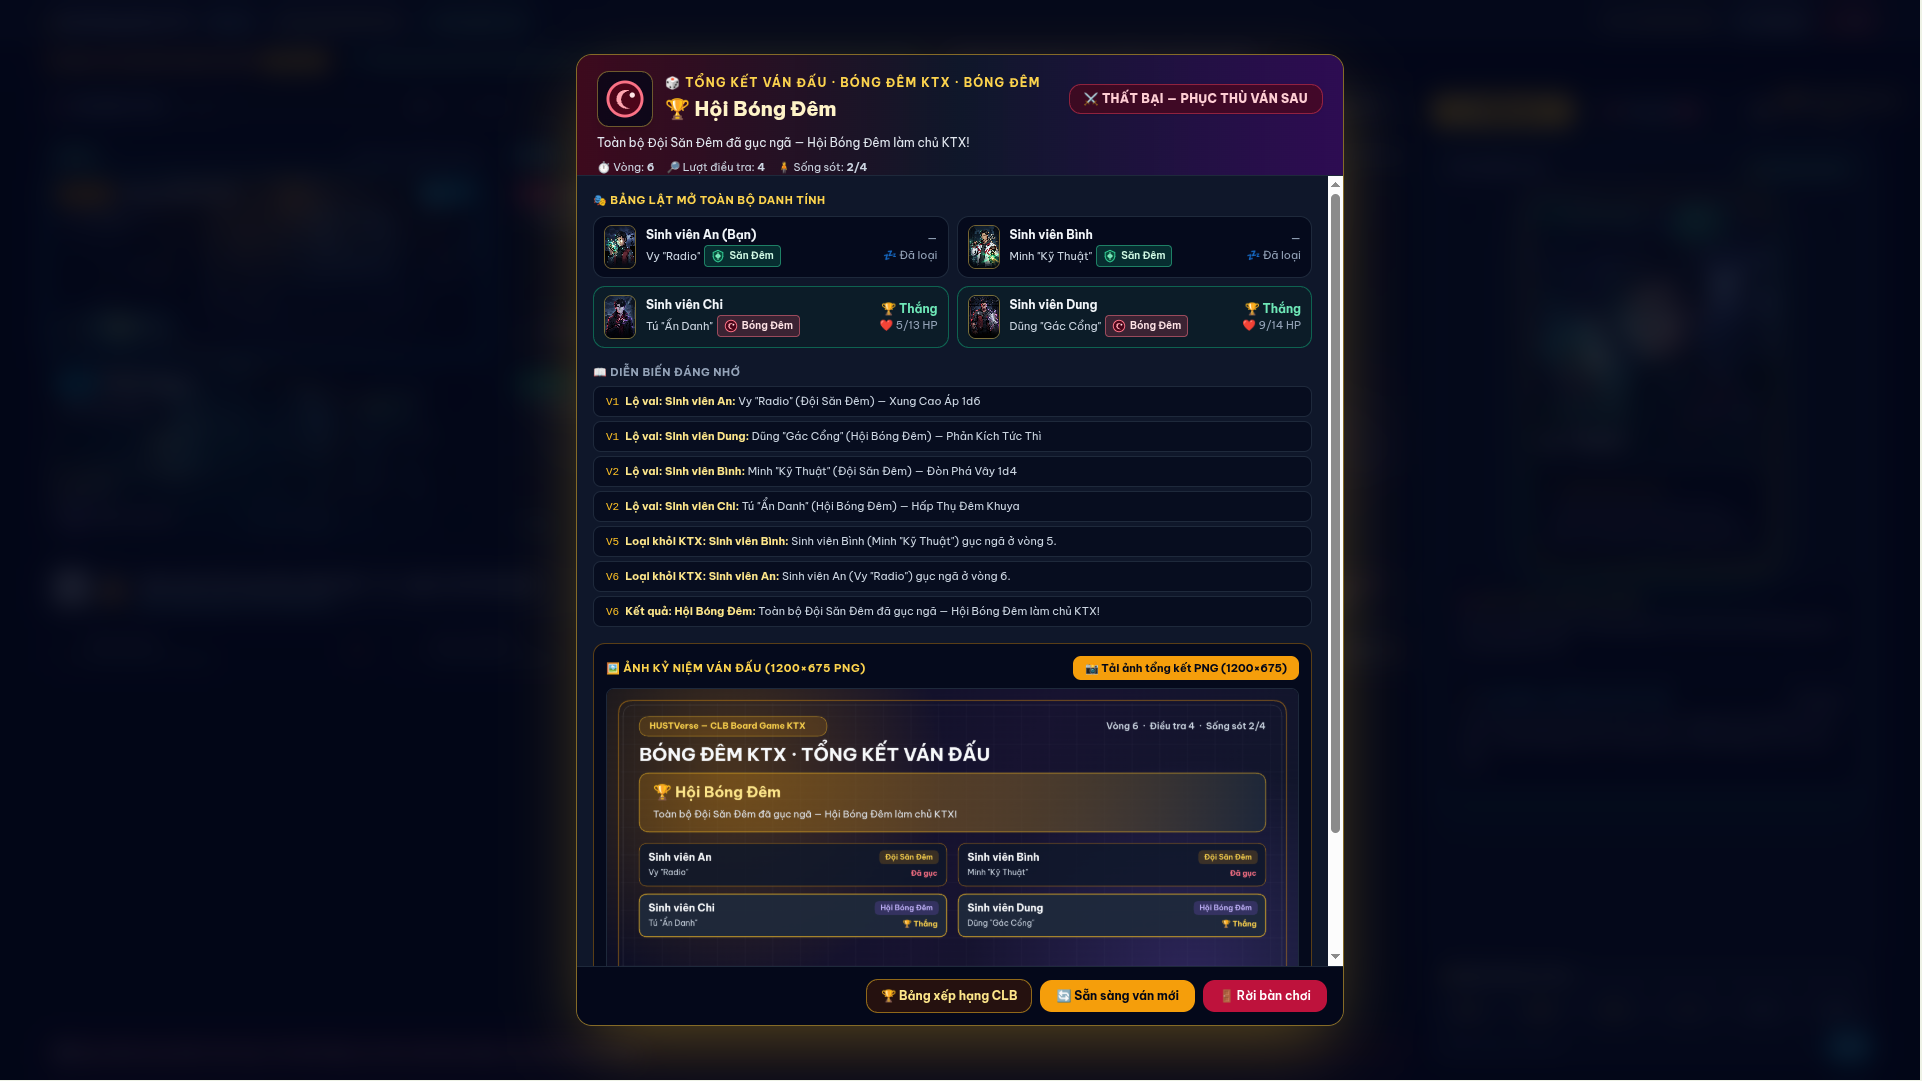 🎲 TỔNG KẾT VÁN ĐẤU · BÓNG ĐÊM KTX · BÓNG ĐÊM
🏆 Hội Bóng Đêm
⚔️ THẤT BẠI — PHỤC THÙ VÁN SAU
Toàn bộ Đội Săn Đêm đã gục ngã — Hội Bóng Đêm làm chủ KTX!
⏱️ Vòng: 6 🔎 Lượt điều tra: 4 🧍 Sống sót: 2/4
🎭 BẢNG LẬT MỞ TOÀN BỘ DANH TÍNH
Sinh viên An (Bạn)
—
Vy "Radio" Săn Đêm
💤 Đã loại
Sinh viên Bình
—
Minh "Kỹ Thuật" Săn Đêm
💤 Đã loại
Sinh viên Chi
🏆 Thắng
Tú "Ẩn Danh" Bóng Đêm
❤️ 5/13 HP
Sinh viên Dung
🏆 Thắng
Dũng "Gác Cổng" Bóng Đêm
❤️ 9/14 HP
📖 DIỄN BIẾN ĐÁNG NHỚ
V1 Lộ vai: Sinh viên An: Vy "Radio" (Đội Săn Đêm) — Xung Cao Áp 1d6
V1 Lộ vai: Sinh viên Dung: Dũng "Gác Cổng" (Hội Bóng Đêm) — Phản Kích Tức Thì
V2 Lộ vai: Sinh viên Bình: Minh "Kỹ Thuật" (Đội Săn Đêm) — Đòn Phá Vây 1d4
V2 Lộ vai: Sinh viên Chi: Tú "Ẩn Danh" (Hội Bóng Đêm) — Hấp Thụ Đêm Khuya
V5 Loại khỏi KTX: Sinh viên Bình: Sinh viên Bình (Minh "Kỹ Thuật") gục ngã ở vòng 5.
V6 Loại khỏi KTX: Sinh viên An: Sinh viên An (Vy "Radio") gục ngã ở vòng 6.
V6 Kết quả: Hội Bóng Đêm: Toàn bộ Đội Săn Đêm đã gục ngã — Hội Bóng Đêm làm chủ KTX!
🖼️ ẢNH KỶ NIỆM VÁN ĐẤU (1200×675 PNG)
📸 Tải ảnh tổng kết PNG (1200×675)
HUSTVerse — CLB Board Game KTX
Vòng 6 · Điều tra 4 · Sống sót 2/4
BÓNG ĐÊM KTX · TỔNG KẾT VÁN ĐẤU
🏆 Hội Bóng Đêm
Toàn bộ Đội Săn Đêm đã gục ngã — Hội Bóng Đêm làm chủ KTX!
Sinh viên An
Đội Săn Đêm
Vy "Radio"
Đã gục
Sinh viên Bình
Đội Săn Đêm
Minh "Kỹ Thuật"
Đã gục
Sinh viên Chi
Hội Bóng Đêm
Tú "Ẩn Danh"
🏆 Thắng
Sinh viên Dung
Hội Bóng Đêm
Dũng "Gác Cổng"
🏆 Thắng
🏆 Bảng xếp hạng CLB
🔄 Sẵn sàng ván mới
🚪 Rời bàn chơi